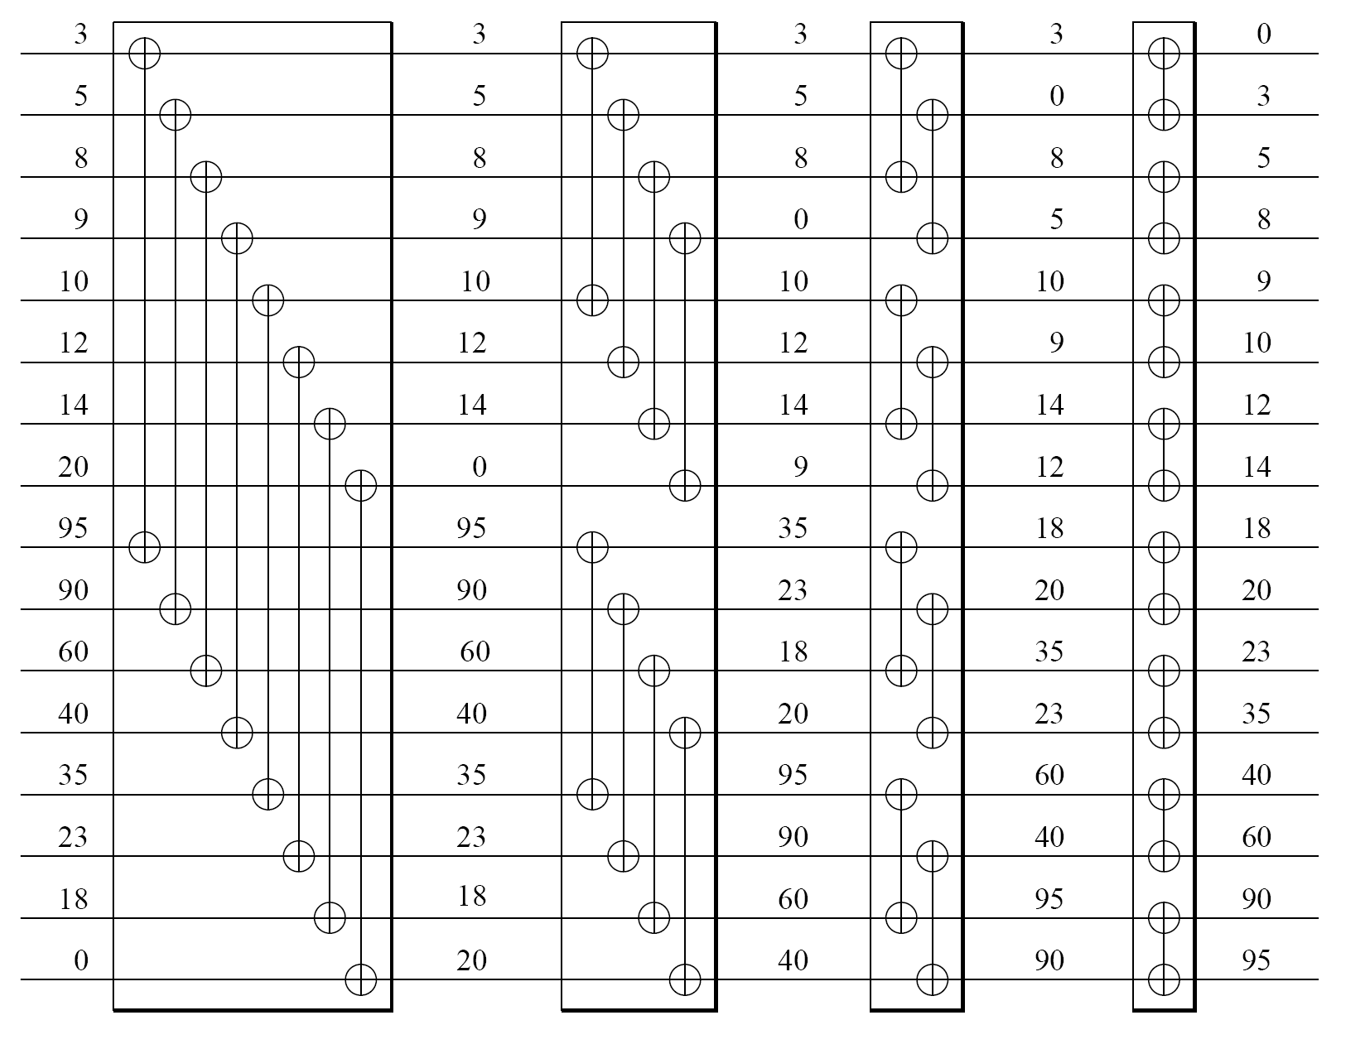 3 3 3 3 0
5 5 5 0 3
8 8 8 8 5
9 9 0 5 8
10 10 10 10 9
12 12 12 9 10
14 14 14 14 12
20 0 9 12 14
95 95 35 18 18
90 90 23 20 20
60 60 18 35 23
40 40 20 23 35
35 35 95 60 40
23 23 90 40 60
18 18 60 95 90
0 20 40 90 95